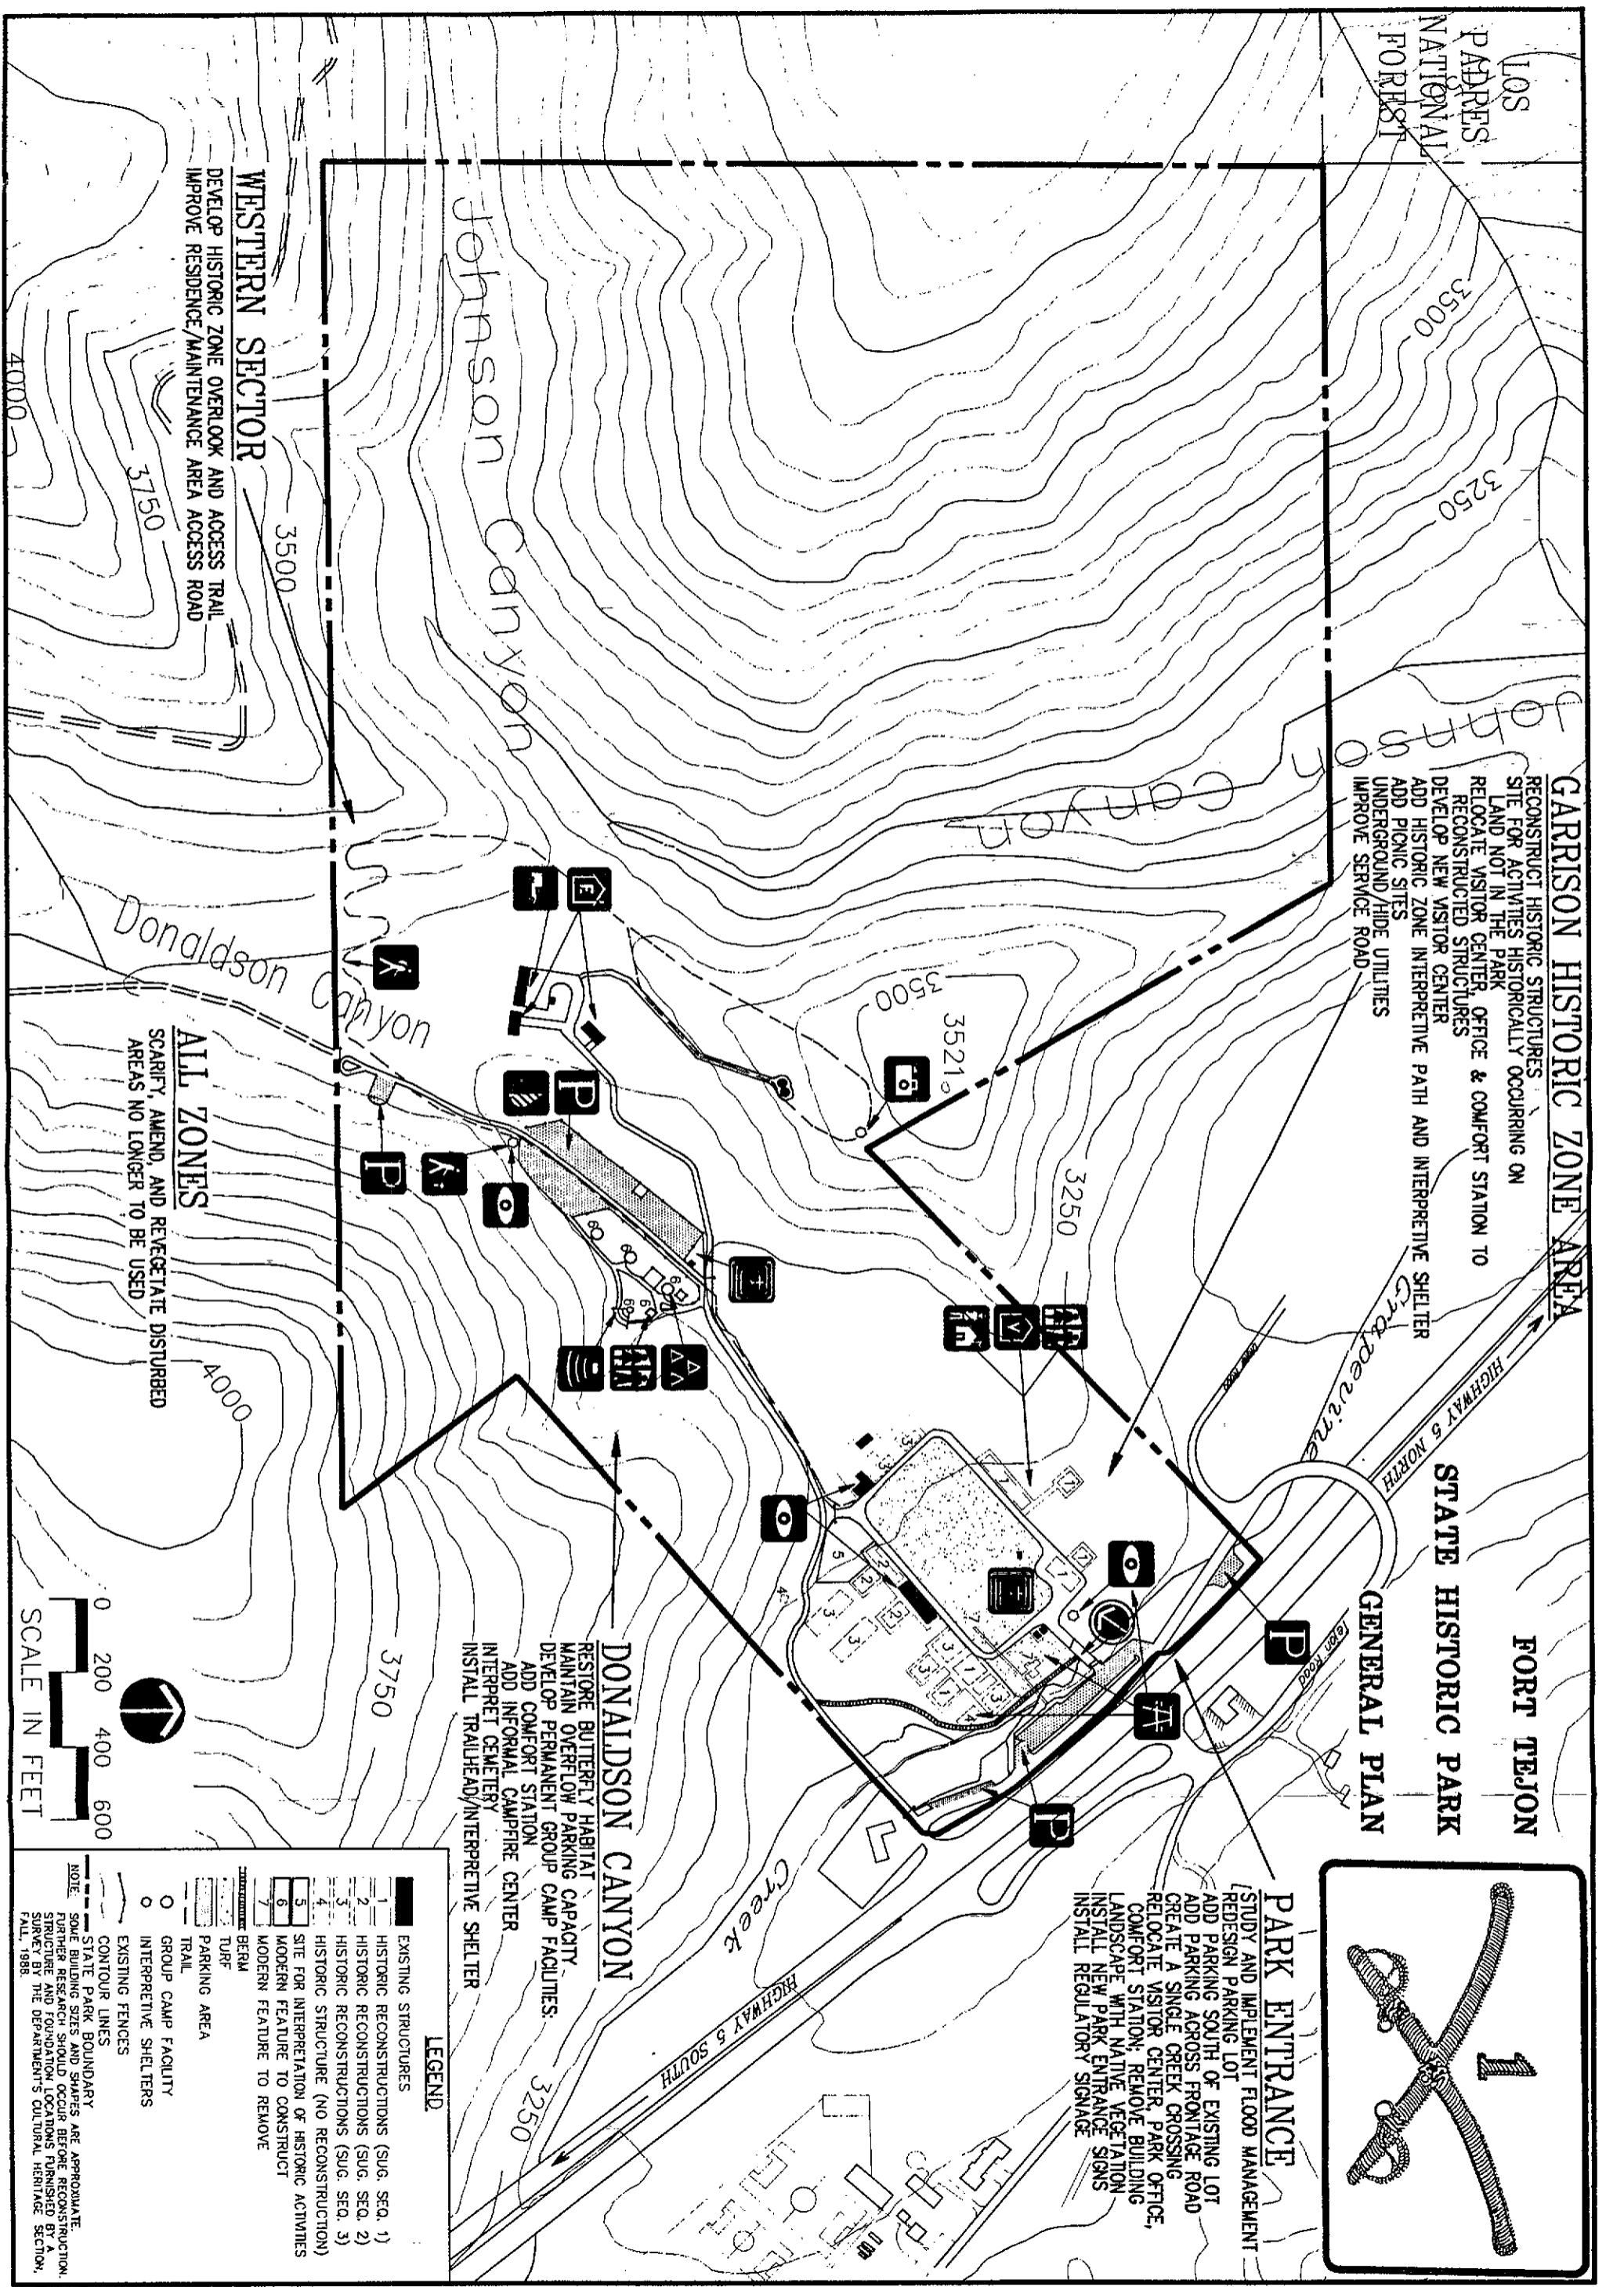 FORT TEJON
STATE HISTORIC PARK
GENERAL PLAN
1
LOS
PADRES
NATIONAL
FOREST
3500
3250
Johnson Canyon
Johnson Canyon
GARRISON HISTORIC ZONE AREA
RECONSTRUCT HISTORIC STRUCTURES
SITE FOR ACTIVITIES HISTORICALLY OCCURRING ON
LAND NOT IN THE PARK
RELOCATE VISITOR CENTER, OFFICE & COMFORT STATION TO
RECONSTRUCTED STRUCTURES
DEVELOP NEW VISITOR CENTER
ADD HISTORIC ZONE INTERPRETIVE PATH AND INTERPRETIVE SHELTER
ADD PICNIC SITES
UNDERGROUND/HIDE UTILITIES
IMPROVE SERVICE ROAD
HIGHWAY 5 NORTH
Grapevine
Creek
HIGHWAY 5 SOUTH
Tejon Road
PARK ENTRANCE
STUDY AND IMPLEMENT FLOOD MANAGEMENT
REDESIGN PARKING LOT
ADD PARKING SOUTH OF EXISTING LOT
ADD PARKING ACROSS FRONTAGE ROAD
CREATE A SINGLE CREEK CROSSING
RELOCATE VISITOR CENTER, PARK OFFICE,
COMFORT STATION; REMOVE BUILDING
LANDSCAPE WITH NATIVE VEGETATION
INSTALL NEW PARK ENTRANCE SIGNS
INSTALL REGULATORY SIGNAGE
3500
3521
3250
3250
P
P
P
P
E
V
WESTERN SECTOR
DEVELOP HISTORIC ZONE OVERLOOK AND ACCESS TRAIL
IMPROVE RESIDENCE/MAINTENANCE AREA ACCESS ROAD
3500
3750
4000
Donaldson Canyon
ALL ZONES
SCARIFY, AMEND, AND REVEGETATE DISTURBED
AREAS NO LONGER TO BE USED
4000
3750
DONALDSON CANYON
RESTORE BUTTERFLY HABITAT
MAINTAIN OVERFLOW PARKING CAPACITY
DEVELOP PERMANENT GROUP CAMP FACILITIES:
ADD COMFORT STATION
ADD INFORMAL CAMPFIRE CENTER
INTERPRET CEMETERY
INSTALL TRAILHEAD/INTERPRETIVE SHELTER
0 200 400 600
SCALE IN FEET
LEGEND
EXISTING STRUCTURES
1 HISTORIC RECONSTRUCTIONS (SUG. SEQ. 1)
2 HISTORIC RECONSTRUCTIONS (SUG. SEQ. 2)
3 HISTORIC RECONSTRUCTIONS (SUG. SEQ. 3)
4 HISTORIC STRUCTURE (NO RECONSTRUCTION)
5 SITE FOR INTERPRETATION OF HISTORIC ACTIVITIES
6 MODERN FEATURE TO CONSTRUCT
7 MODERN FEATURE TO REMOVE
BERM
TURF
PARKING AREA
TRAIL
GROUP CAMP FACILITY
INTERPRETIVE SHELTERS
EXISTING FENCES
CONTOUR LINES
STATE PARK BOUNDARY
NOTE: SOME BUILDING SIZES AND SHAPES ARE APPROXIMATE.
FURTHER RESEARCH SHOULD OCCUR BEFORE RECONSTRUCTION.
STRUCTURE AND FOUNDATION LOCATIONS FURNISHED BY A
SURVEY BY THE DEPARTMENT'S CULTURAL HERITAGE SECTION,
FALL, 1988.